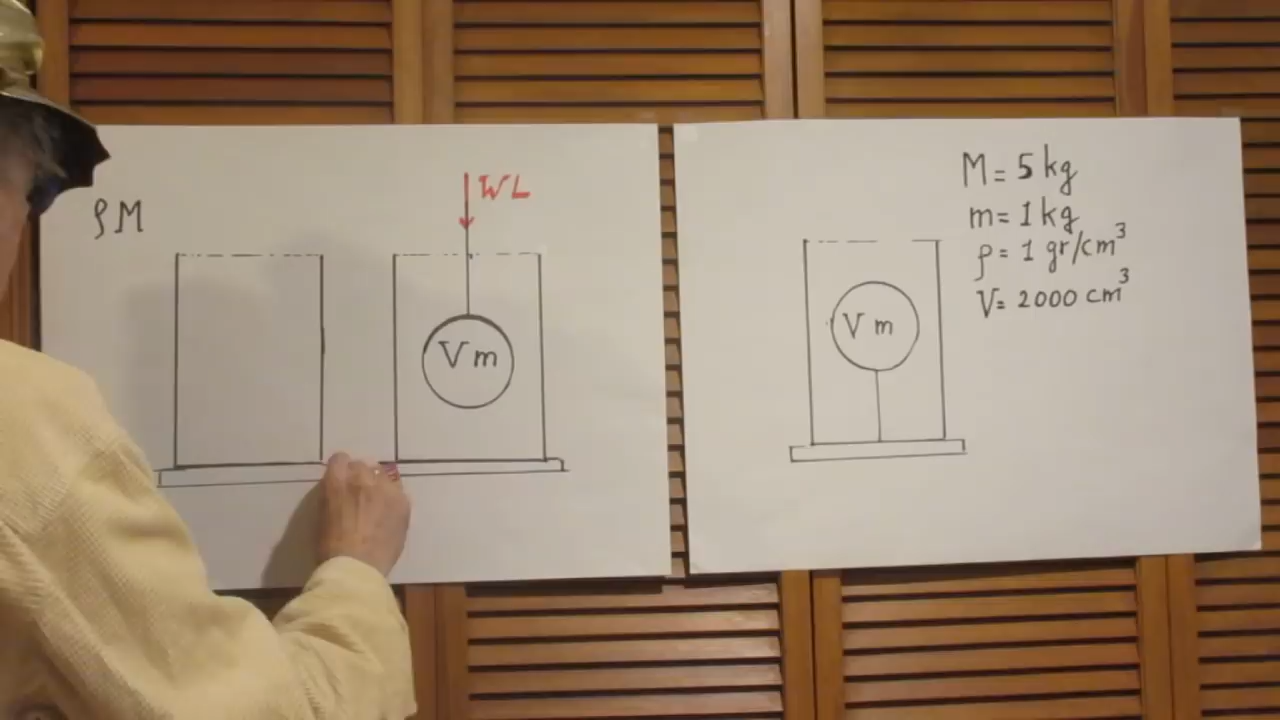 ρM
WL
Vm
Vm
M = 5 kg
m = 1 kg
ρ = 1 gr/cm³
V = 2000 cm³